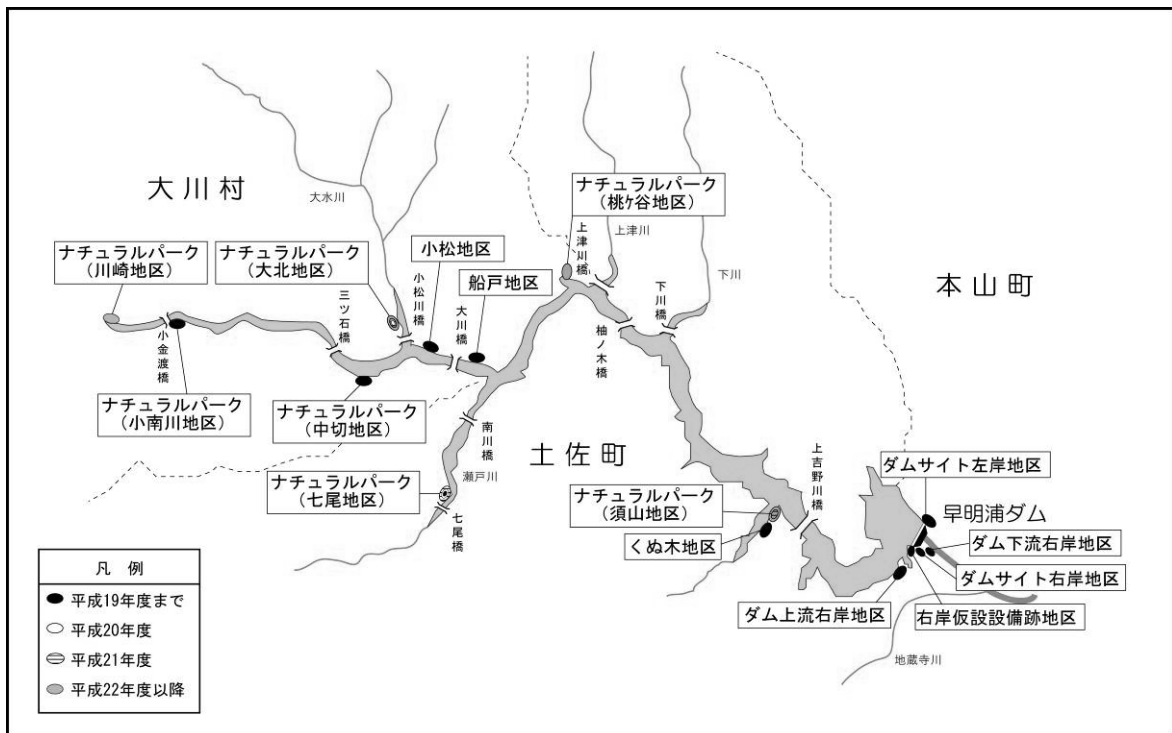 大川村
大水川
ナチュラルパーク
(桃ケ谷地区)
上津川橋
上津川
ナチュラルパーク
(川崎地区)
ナチュラルパーク
(大北地区)
小松川橋
小松地区
大川橋
船戸地区
三ツ石橋
下川橋
下川
本山町
小金渡橋
柚ノ木橋
ナチュラルパーク
(小南川地区)
ナチュラルパーク
(中切地区)
南川橋
土佐町
瀬戸川
ナチュラルパーク
(七尾地区)
七尾橋
上吉野川橋
ナチュラルパーク
(須山地区)
くぬ木地区
ダムサイト左岸地区
早明浦ダム
ダム下流右岸地区
ダムサイト右岸地区
ダム上流右岸地区
右岸仮設設備跡地区
地蔵寺川
凡 例
平成19年度まで
平成20年度
平成21年度
平成22年度以降